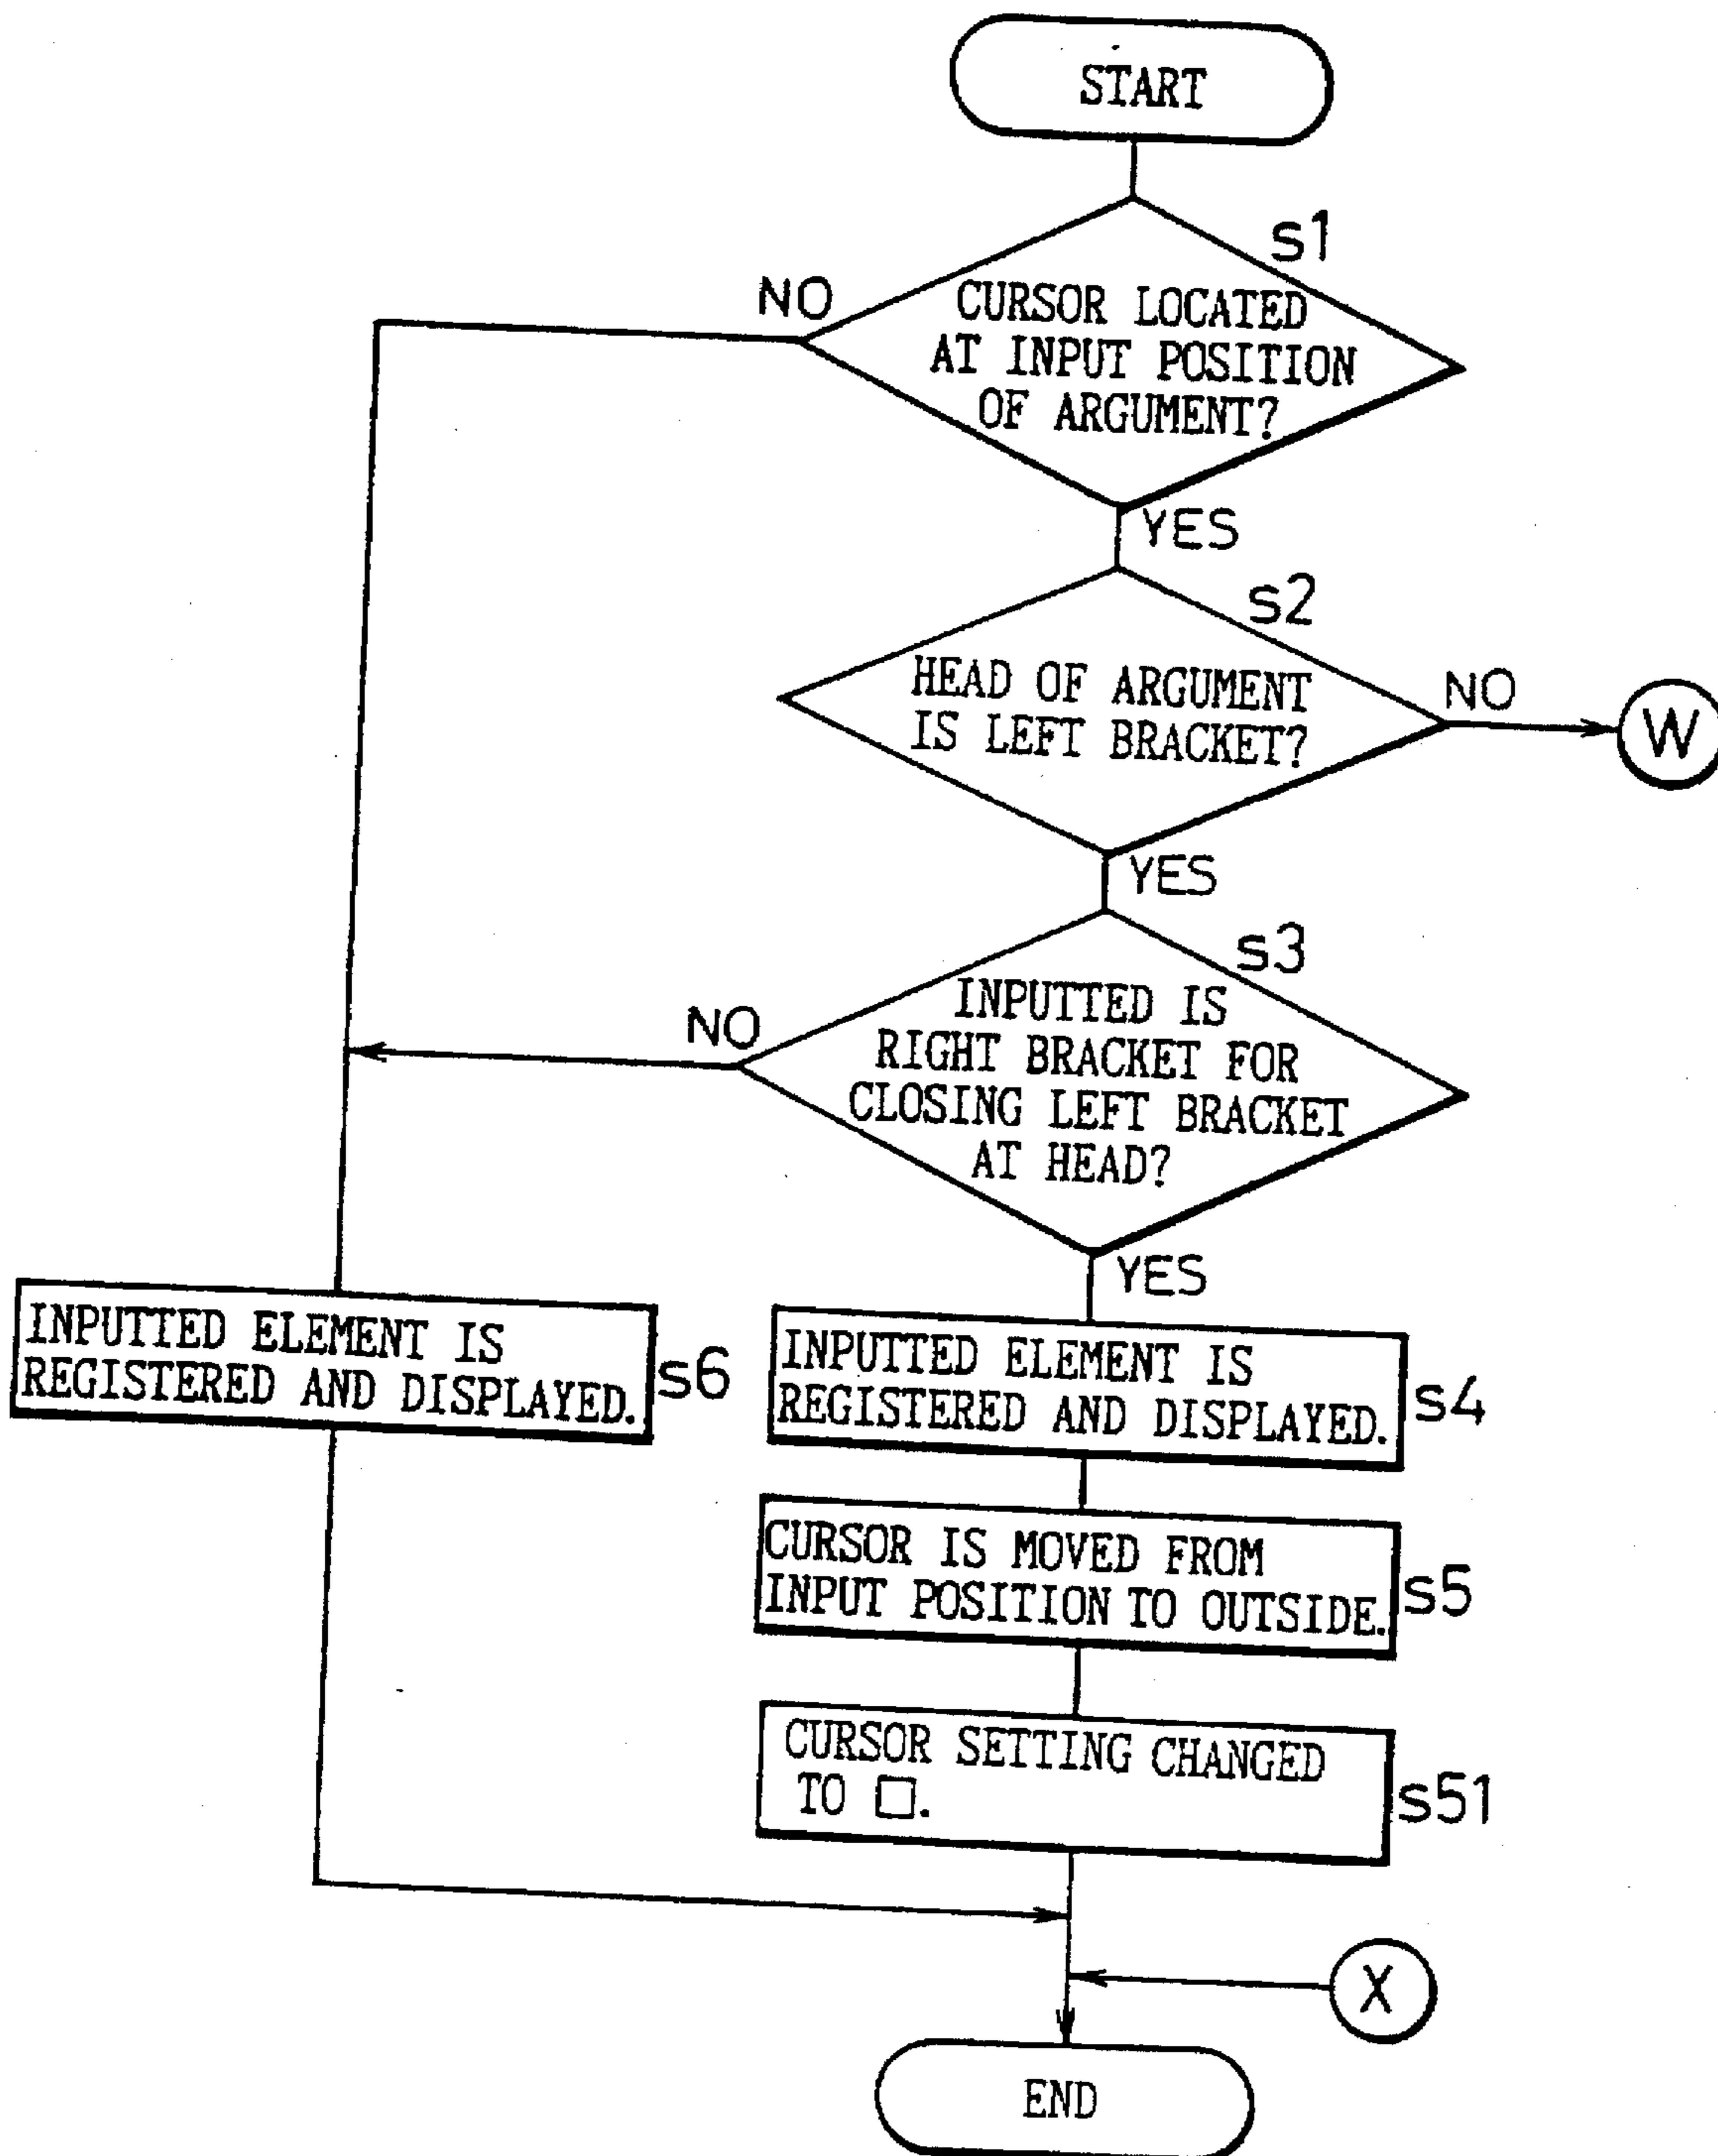 START
s1
NO
CURSOR LOCATED
AT INPUT POSITION
OF ARGUMENT?
YES
s2
HEAD OF ARGUMENT
IS LEFT BRACKET?
NO
W
YES
s3
INPUTTED IS
RIGHT BRACKET FOR
CLOSING LEFT BRACKET
AT HEAD?
NO
YES
INPUTTED ELEMENT IS
REGISTERED AND DISPLAYED.
s6
INPUTTED ELEMENT IS
REGISTERED AND DISPLAYED.
s4
CURSOR IS MOVED FROM
INPUT POSITION TO OUTSIDE.
s5
CURSOR SETTING CHANGED
TO □.
s51
X
END